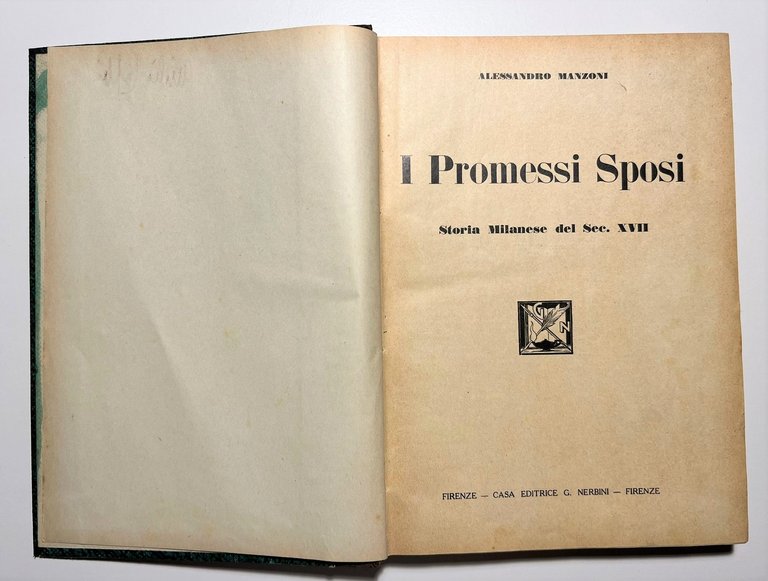 ALESSANDRO MANZONI
I Promessi Sposi
Storia Milanese del Sec. XVII
G N
FIRENZE — CASA EDITRICE G. NERBINI — FIRENZE